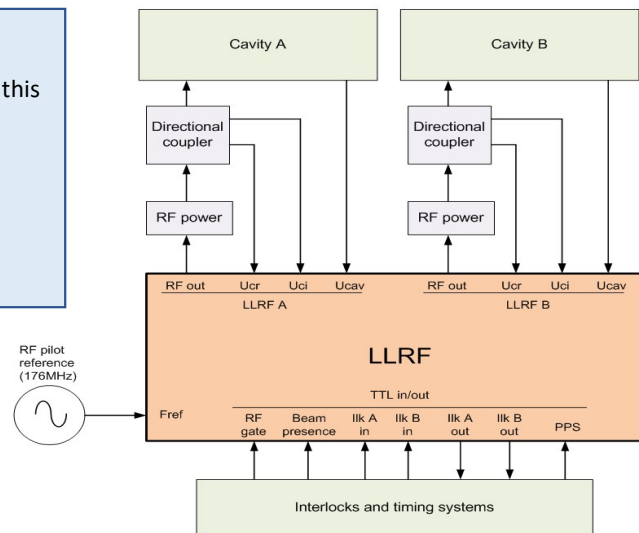 this
Cavity A
Cavity B
Directional
coupler
Directional
coupler
RF power
RF power
RF out Ucr Uci Ucav
LLRF A
RF out Ucr Uci Ucav
LLRF B
LLRF
RF pilot
reference
(176MHz)
Fref
TTL in/out
RF
gate
Beam
presence
Ilk A
in
Ilk B
in
Ilk A
out
Ilk B
out
PPS
Interlocks and timing systems